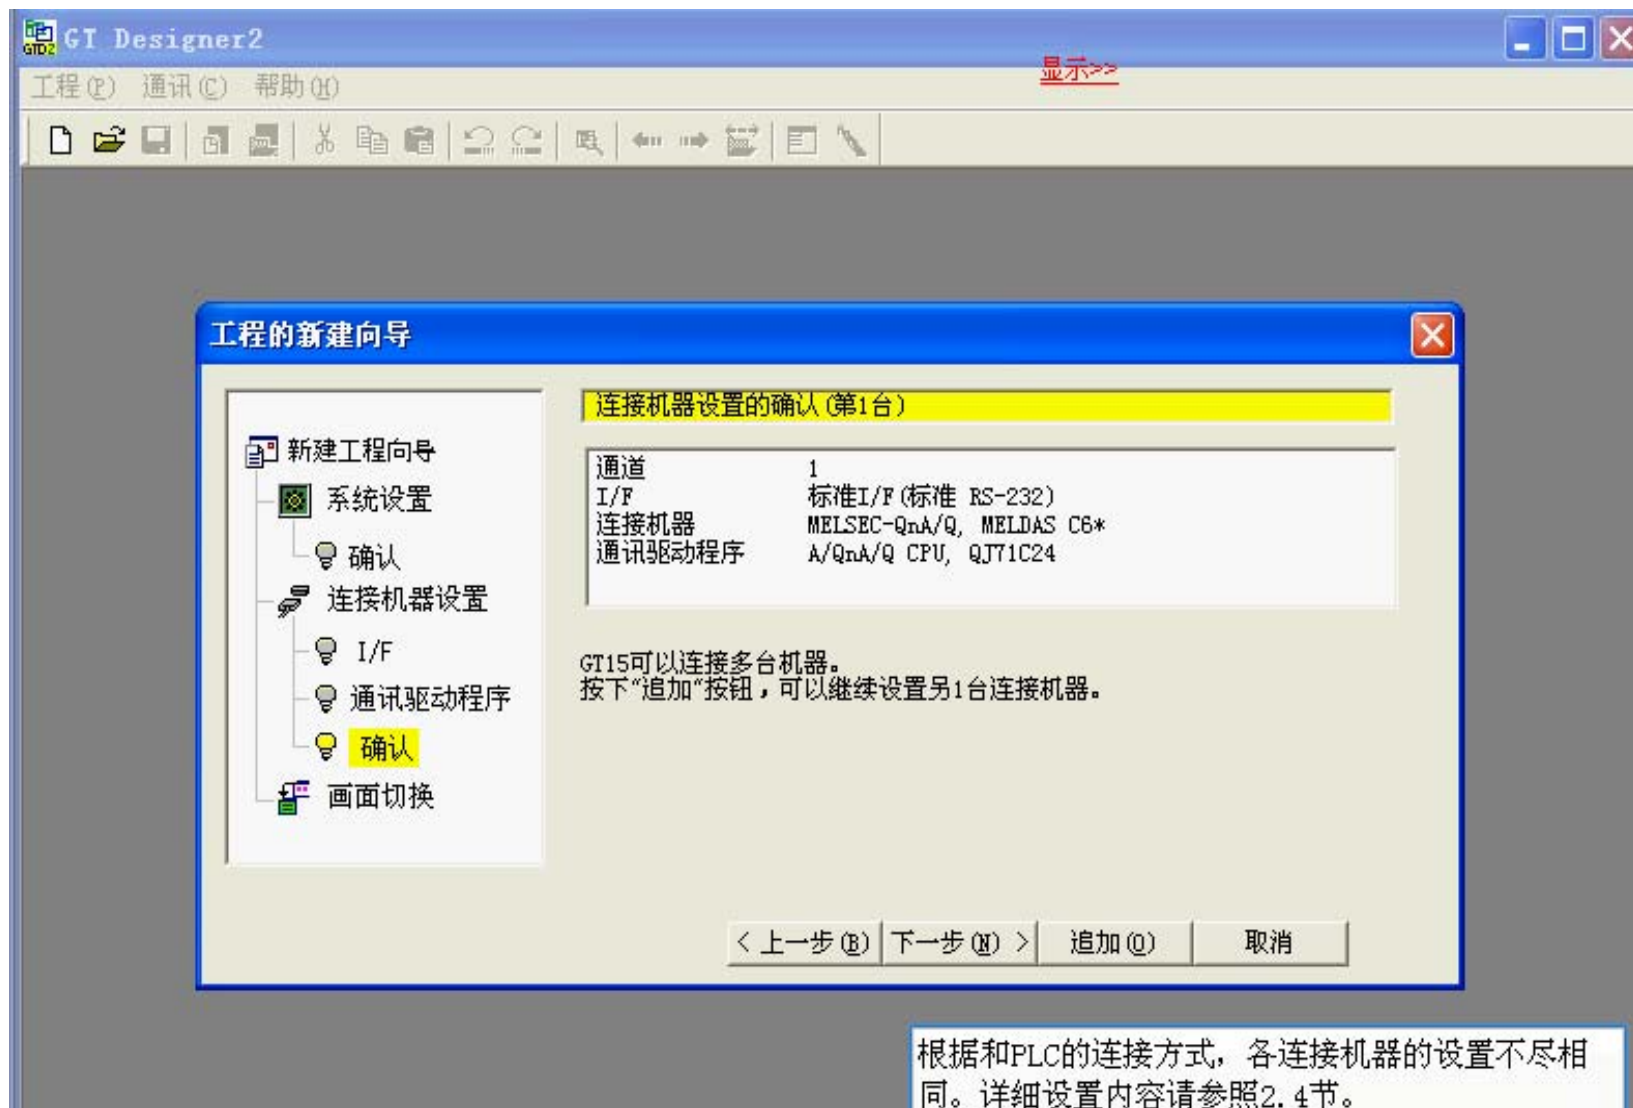 GT Designer2
工程(P) 通讯(C) 帮助(H)
显示>>
工程的新建向导
新建工程向导
系统设置
确认
连接机器设置
I/F
通讯驱动程序
确认
画面切换
连接机器设置的确认(第1台)
通道 1
I/F 标准I/F(标准 RS-232)
连接机器 MELSEC-QnA/Q, MELDAS C6*
通讯驱动程序 A/QnA/Q CPU, QJ71C24
GT15可以连接多台机器。
按下"追加"按钮，可以继续设置另1台连接机器。
< 上一步(B) 下一步(N) > 追加(O) 取消
根据和PLC的连接方式，各连接机器的设置不尽相
同。详细设置内容请参照2.4节。